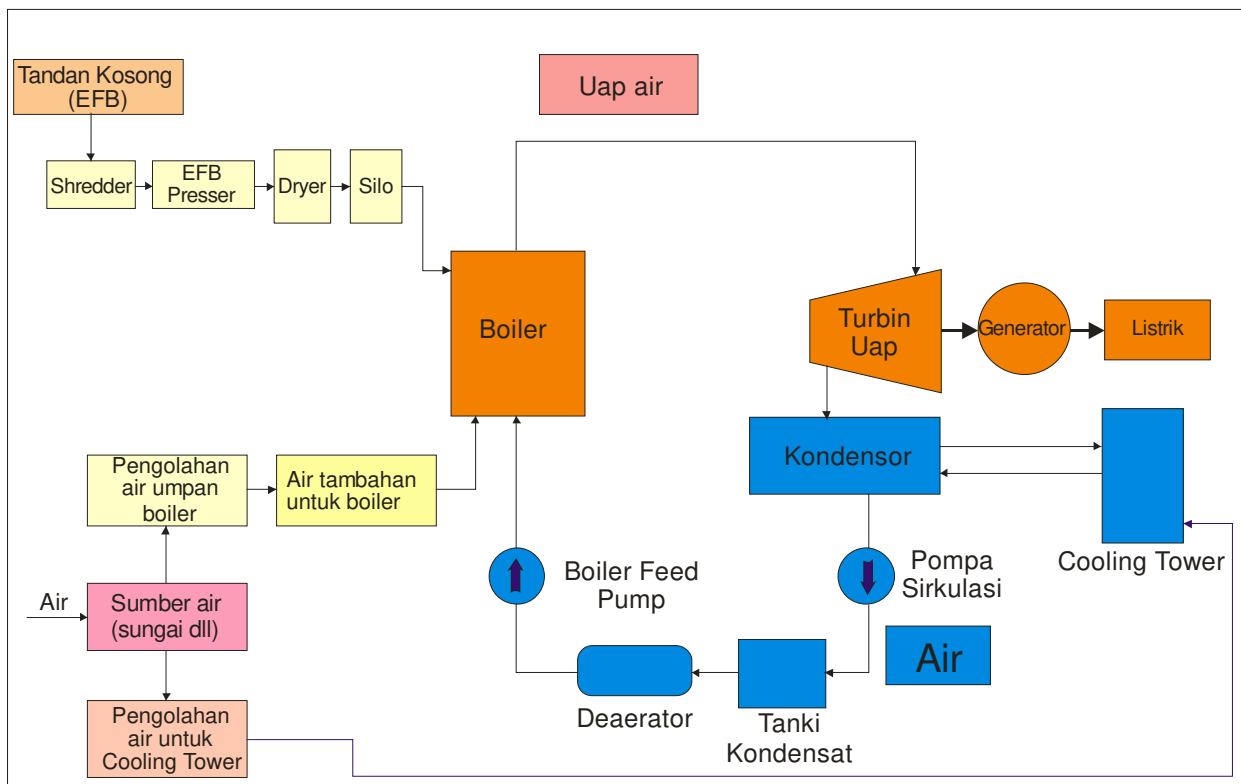 Tandan Kosong
(EFB)
Uap air
Shredder
EFB
Presser
Dryer
Silo
Boiler
Turbin
Uap
Generator
Listrik
Kondensor
Cooling Tower
Pengolahan
air umpan
boiler
Air tambahan
untuk boiler
Boiler Feed
Pump
Pompa
Sirkulasi
Air
Sumber air
(sungai dll)
Air
Deaerator
Tanki
Kondensat
Pengolahan
air untuk
Cooling Tower